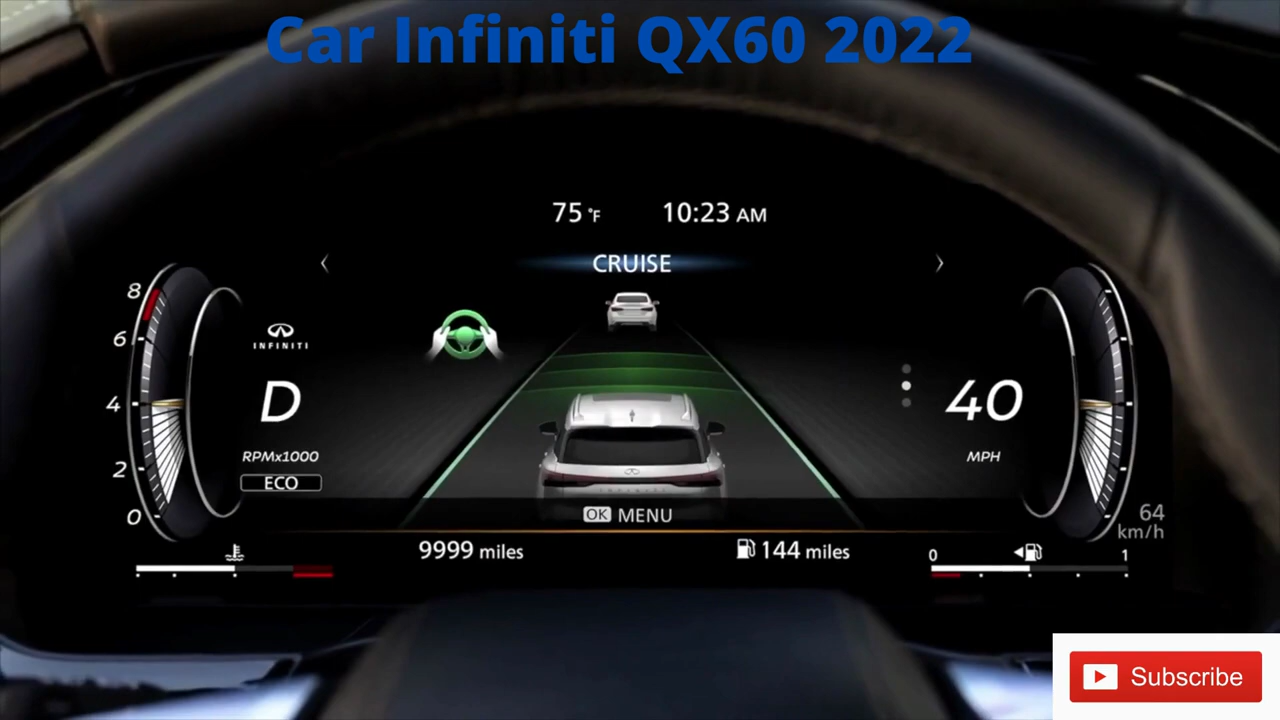 Car Infiniti QX60 2022
75 °F 10:23 AM
CRUISE
8
6
4
2
0
INFINITI
D
RPMx1000
ECO
40
MPH
INFINITI
OK MENU
64
km/h
9999 miles
144 miles
0 1
Subscribe